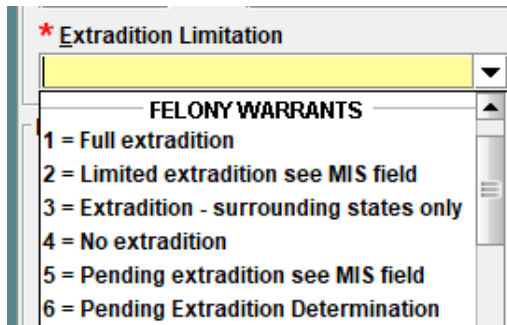 * Extradition Limitation
FELONY WARRANTS
1 = Full extradition
2 = Limited extradition see MIS field
3 = Extradition - surrounding states only
4 = No extradition
5 = Pending extradition see MIS field
6 = Pending Extradition Determination